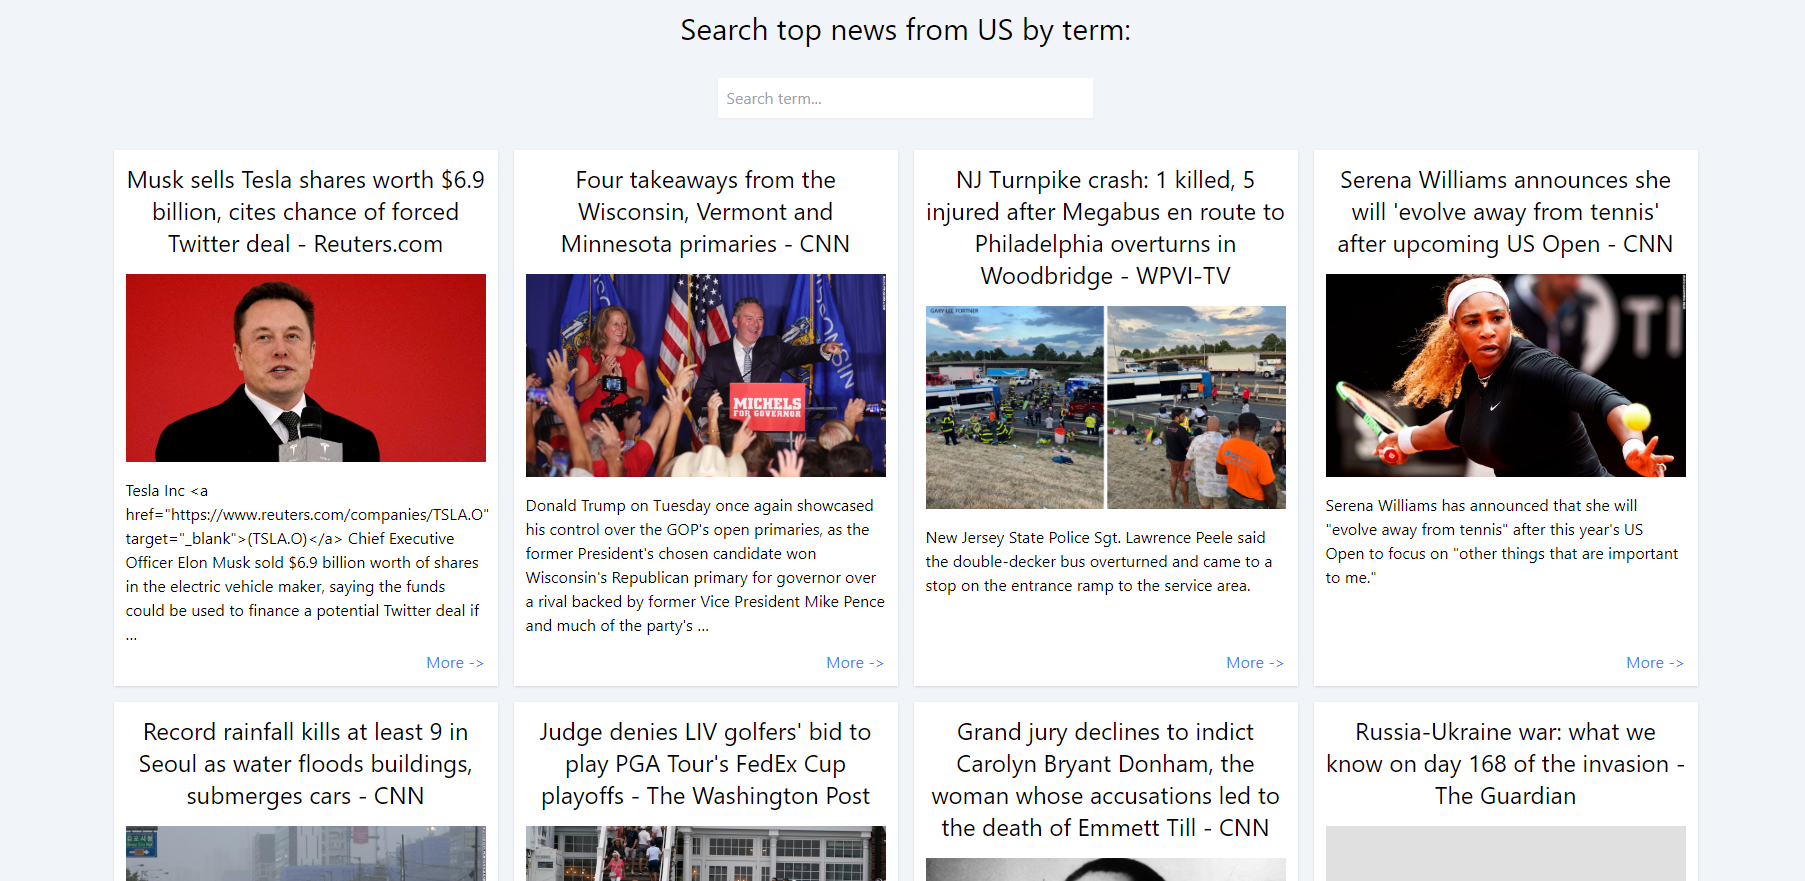 Search top news from US by term:
Search term...
Musk sells Tesla shares worth $6.9
billion, cites chance of forced
Twitter deal - Reuters.com
Tesla Inc <a
href="https://www.reuters.com/companies/TSLA.O"
target="_blank">(TSLA.O)</a> Chief Executive
Officer Elon Musk sold $6.9 billion worth of shares
in the electric vehicle maker, saying the funds
could be used to finance a potential Twitter deal if
...
More ->
Four takeaways from the
Wisconsin, Vermont and
Minnesota primaries - CNN
MICHELS
FOR GOVERNOR
Donald Trump on Tuesday once again showcased
his control over the GOP's open primaries, as the
former President's chosen candidate won
Wisconsin's Republican primary for governor over
a rival backed by former Vice President Mike Pence
and much of the party's ...
More ->
NJ Turnpike crash: 1 killed, 5
injured after Megabus en route to
Philadelphia overturns in
Woodbridge - WPVI-TV
GARY LEE FORTNER
New Jersey State Police Sgt. Lawrence Peele said
the double-decker bus overturned and came to a
stop on the entrance ramp to the service area.
More ->
Serena Williams announces she
will 'evolve away from tennis'
after upcoming US Open - CNN
TI
Serena Williams has announced that she will
"evolve away from tennis" after this year's US
Open to focus on "other things that are important
to me."
More ->
Record rainfall kills at least 9 in
Seoul as water floods buildings,
submerges cars - CNN
Judge denies LIV golfers' bid to
play PGA Tour's FedEx Cup
playoffs - The Washington Post
Grand jury declines to indict
Carolyn Bryant Donham, the
woman whose accusations led to
the death of Emmett Till - CNN
Russia-Ukraine war: what we
know on day 168 of the invasion -
The Guardian